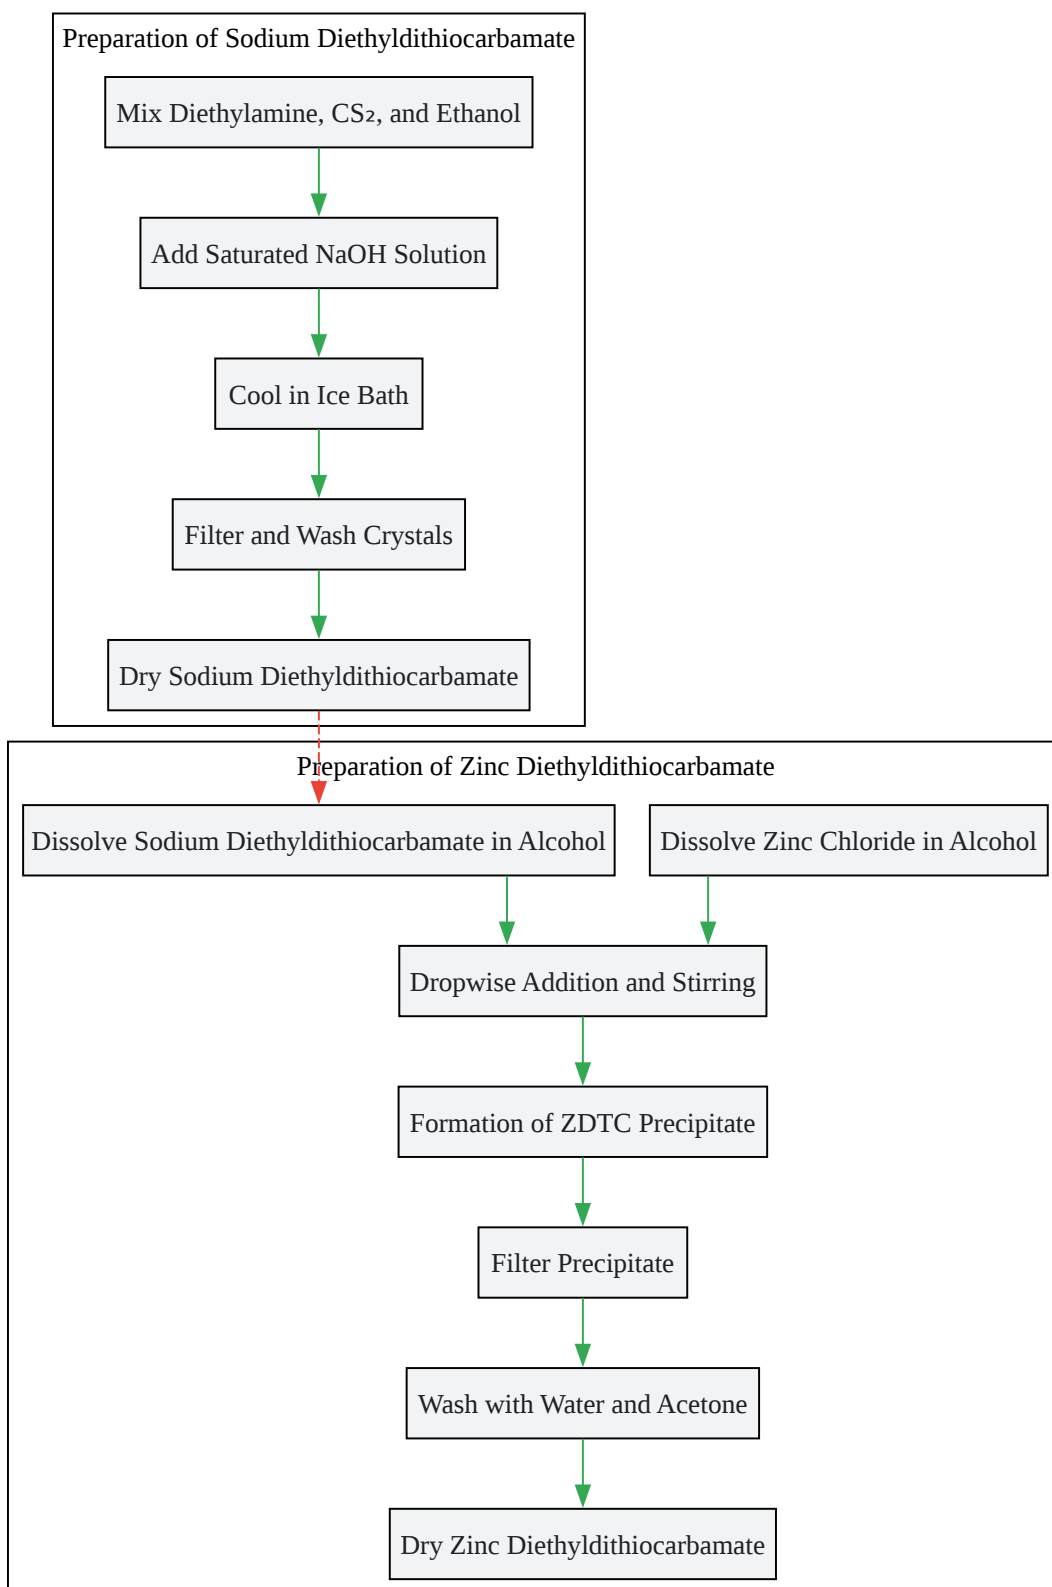 Preparation of Sodium Diethyldithiocarbamate
Mix Diethylamine, CS₂, and Ethanol
Add Saturated NaOH Solution
Cool in Ice Bath
Filter and Wash Crystals
Dry Sodium Diethyldithiocarbamate
Preparation of Zinc Diethyldithiocarbamate
Dissolve Sodium Diethyldithiocarbamate in Alcohol
Dissolve Zinc Chloride in Alcohol
Dropwise Addition and Stirring
Formation of ZDTC Precipitate
Filter Precipitate
Wash with Water and Acetone
Dry Zinc Diethyldithiocarbamate